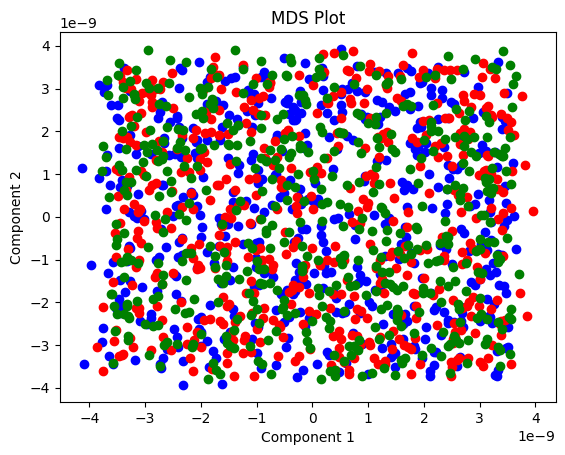 MDS Plot
1e−9
4
3
2
1
0
−1
−2
−3
−4
Component 2
−4 −3 −2 −1 0 1 2 3 4
Component 1
1e−9